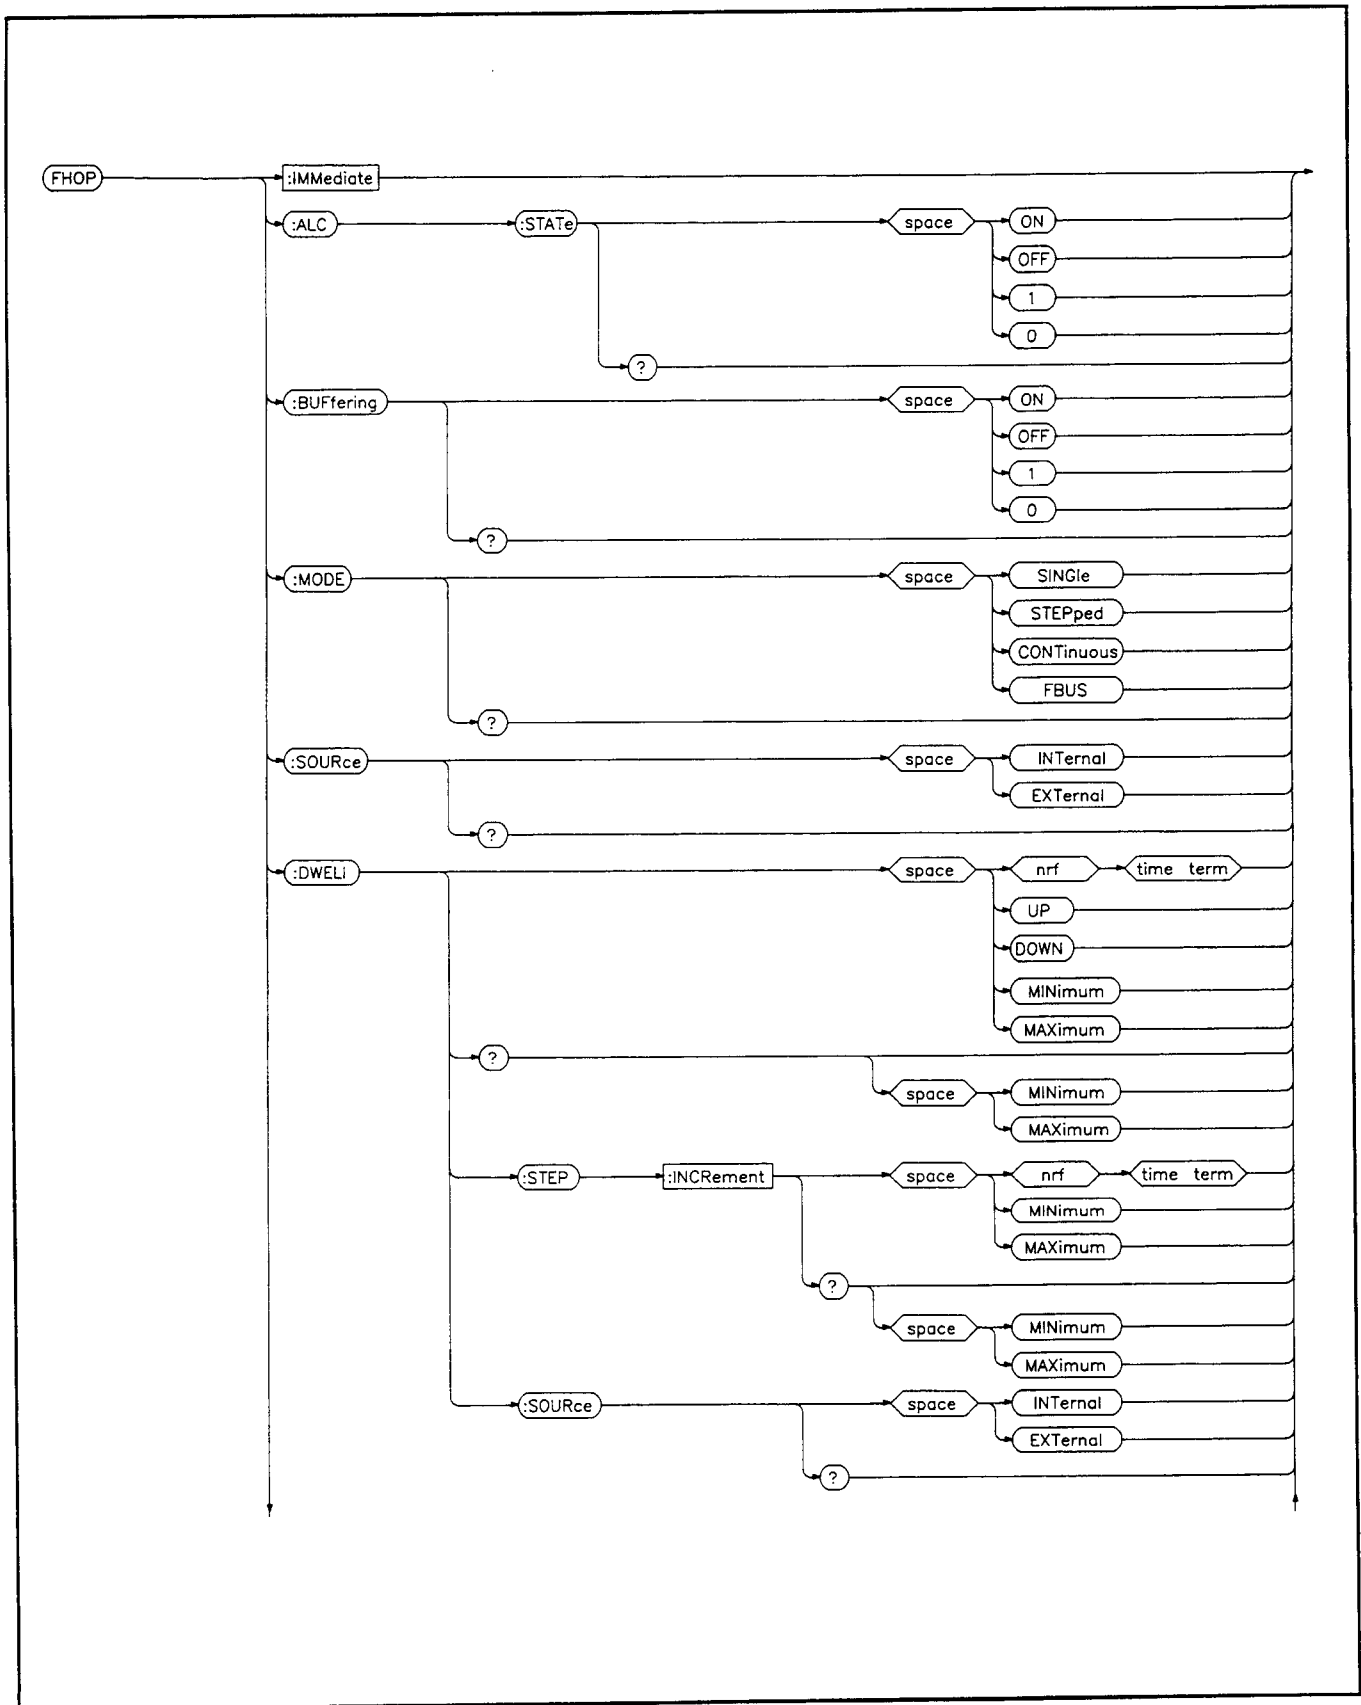 FHOP :IMMediate
:ALC :STATe space ON
OFF
1
0
?
:BUFfering space ON
OFF
1
0
?
:MODE space SINGle
STEPped
CONTinuous
FBUS
?
:SOURce space INTernal
EXTernal
?
:DWELl space nrf time term
UP
DOWN
MINimum
MAXimum
?
space MINimum
MAXimum
:STEP :INCRement space nrf time term
MINimum
MAXimum
?
space MINimum
MAXimum
:SOURce space INTernal
EXTernal
?